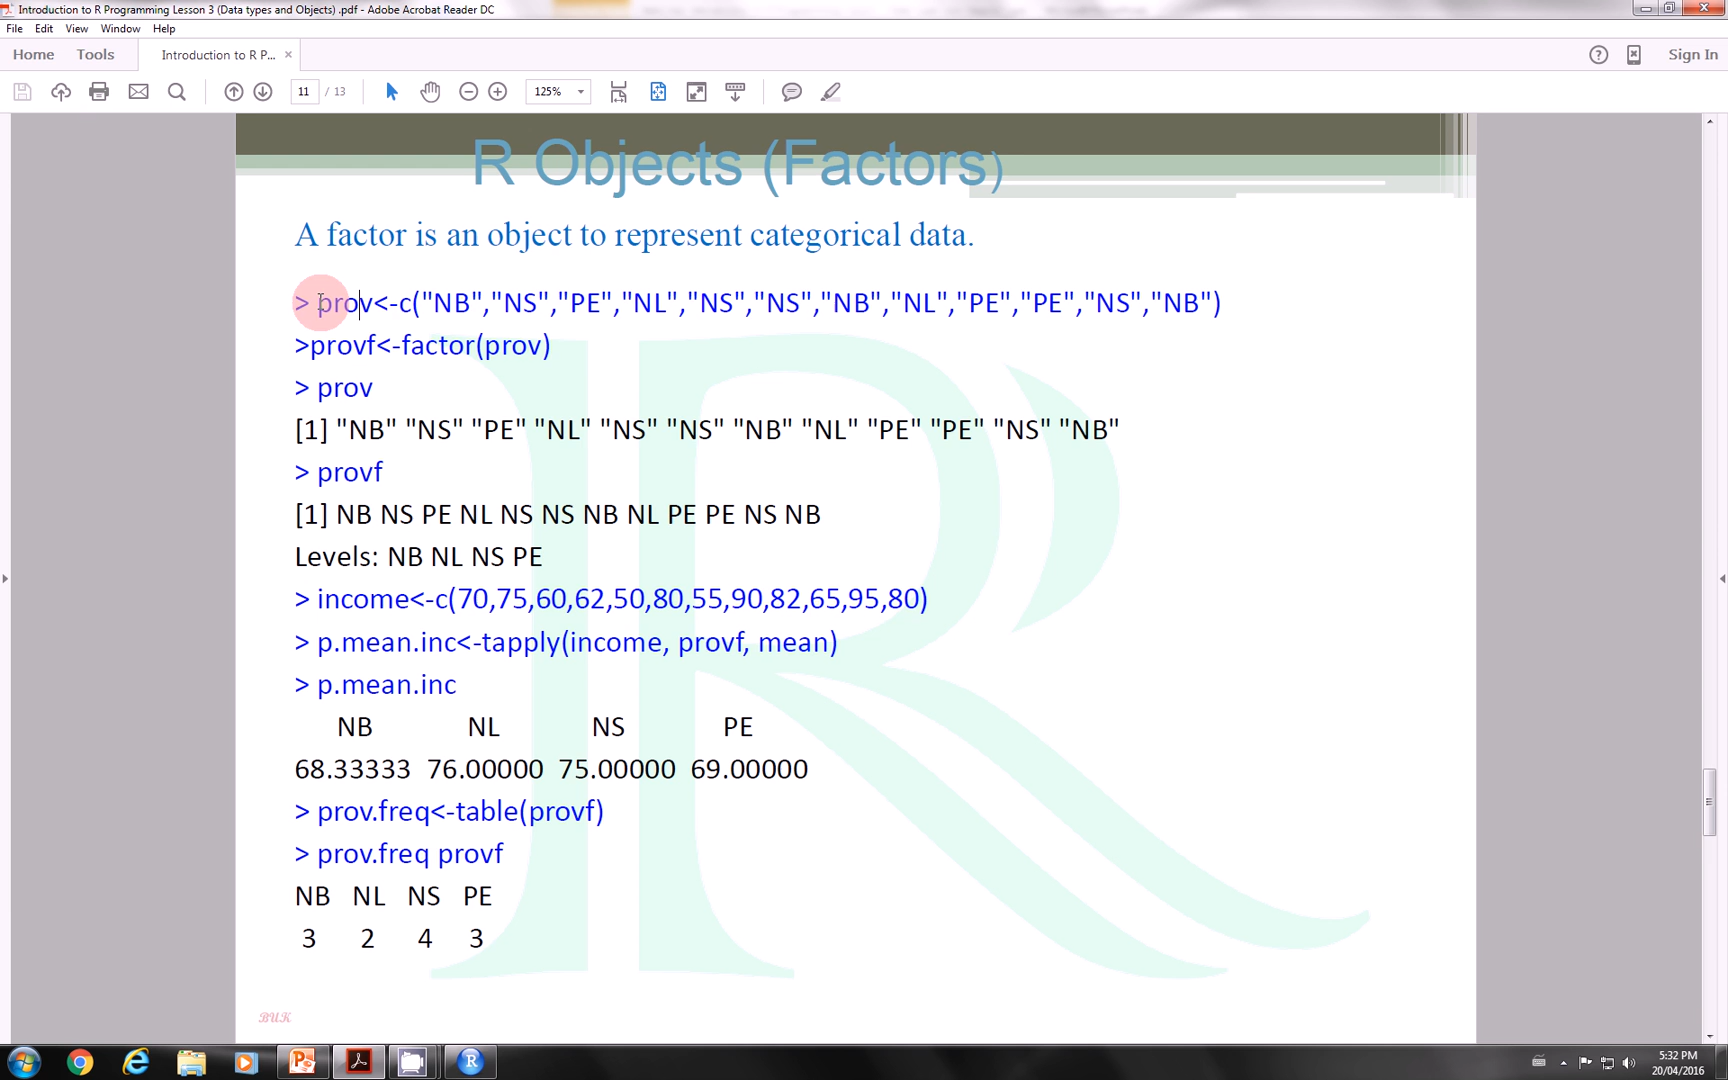 Introduction to R Programming Lesson 3 (Data types and Objects) .pdf - Adobe Acrobat Reader DC
File Edit View Window Help
Home Tools Introduction to R P... × Sign In
11 / 13 125%
R Objects (Factors)
A factor is an object to represent categorical data.
> prov<-c("NB","NS","PE","NL","NS","NS","NB","NL","PE","PE","NS","NB")
>provf<-factor(prov)
> prov
[1] "NB" "NS" "PE" "NL" "NS" "NS" "NB" "NL" "PE" "PE" "NS" "NB"
> provf
[1] NB NS PE NL NS NS NB NL PE PE NS NB
Levels: NB NL NS PE
> income<-c(70,75,60,62,50,80,55,90,82,65,95,80)
> p.mean.inc<-tapply(income, provf, mean)
> p.mean.inc
NB NL NS PE
68.33333 76.00000 75.00000 69.00000
> prov.freq<-table(provf)
> prov.freq provf
NB NL NS PE
3 2 4 3
BUK
5:32 PM
20/04/2016